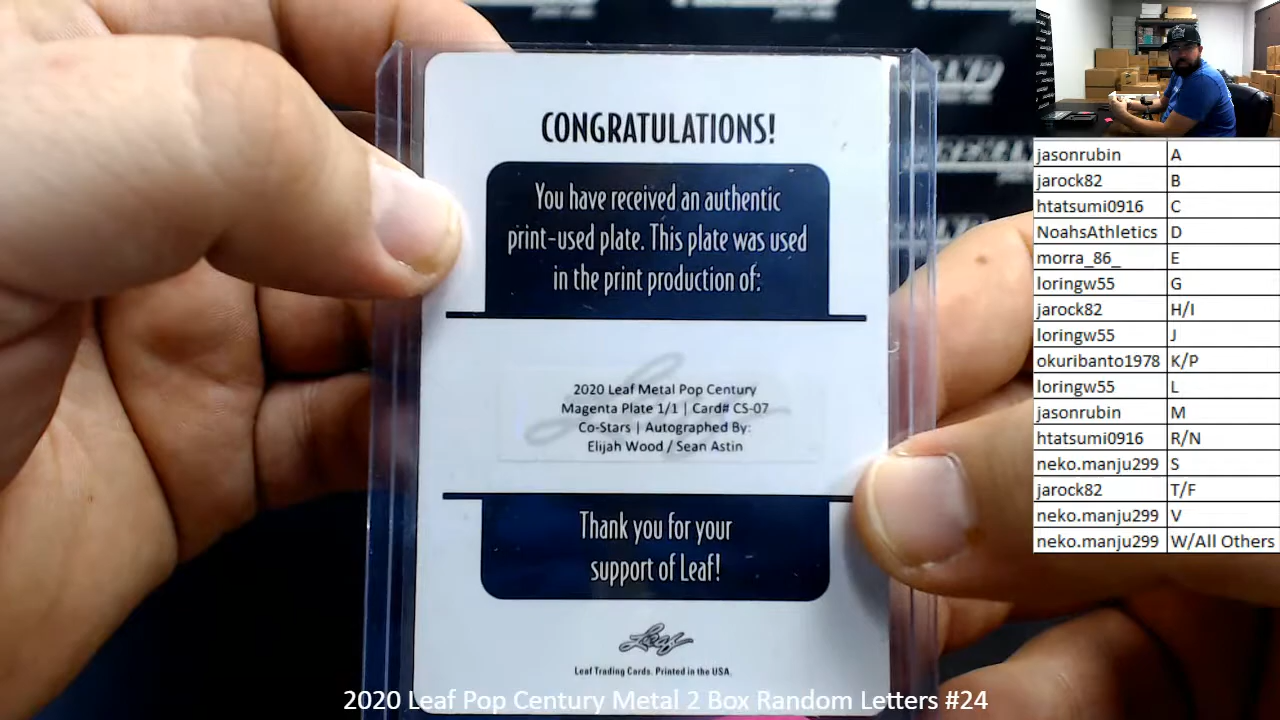 CONGRATULATIONS!
You have received an authentic
print-used plate. This plate was used
in the print production of:
2020 Leaf Metal Pop Century
Magenta Plate 1/1 | Card# CS-07
Co-Stars | Autographed By:
Elijah Wood / Sean Astin
Thank you for your
support of Leaf!
Leaf
Leaf Trading Cards. Printed in the USA.
2020 Leaf Pop Century Metal 2 Box Random Letters #24
jasonrubin A
jarock82 B
htatsumi0916 C
NoahsAthletics D
morra_86_ E
loringw55 G
jarock82 H/I
loringw55 J
okuribanto1978 K/P
loringw55 L
jasonrubin M
htatsumi0916 R/N
neko.manju299 S
jarock82 T/F
neko.manju299 V
neko.manju299 W/All Others